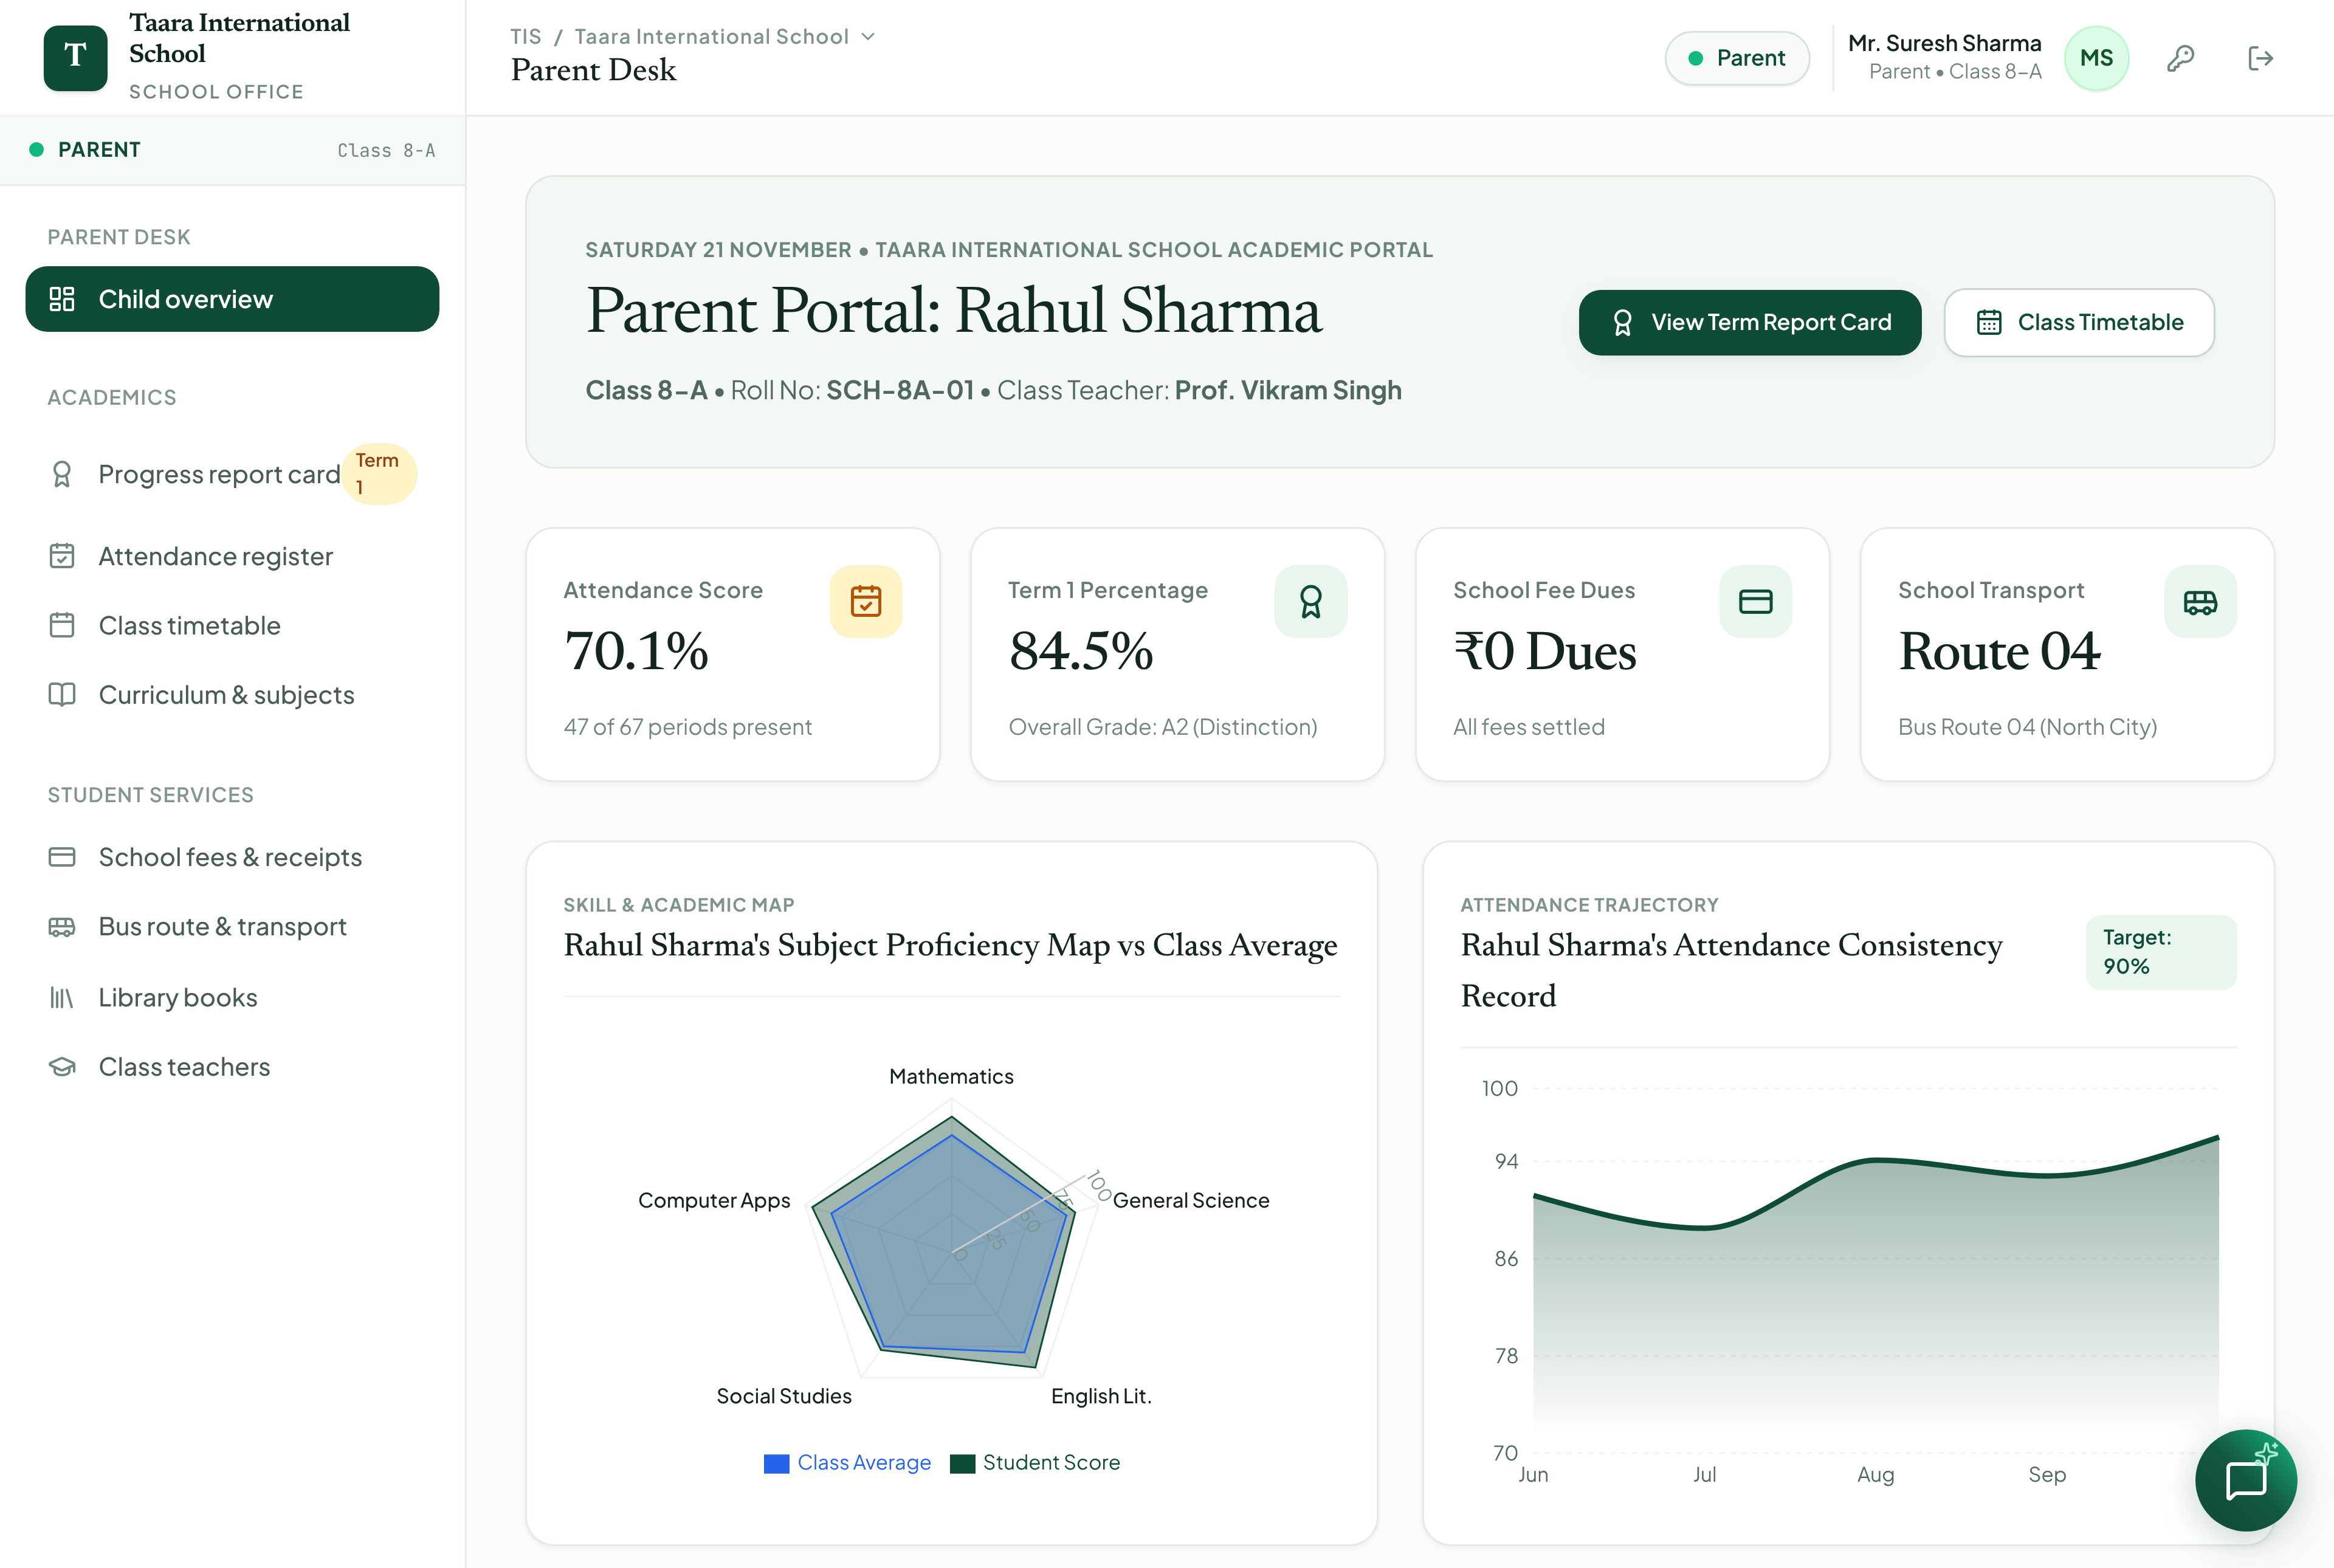 T
Taara International
School
SCHOOL OFFICE
PARENT
Class 8-A
PARENT DESK
Child overview
ACADEMICS
Progress report card
Term
1
Attendance register
Class timetable
Curriculum & subjects
STUDENT SERVICES
School fees & receipts
Bus route & transport
Library books
Class teachers
TIS / Taara International School
Parent Desk
Parent
Mr. Suresh Sharma
Parent • Class 8-A
MS
SATURDAY 21 NOVEMBER • TAARA INTERNATIONAL SCHOOL ACADEMIC PORTAL
Parent Portal: Rahul Sharma
Class 8-A • Roll No: SCH-8A-01 • Class Teacher: Prof. Vikram Singh
View Term Report Card
Class Timetable
Attendance Score
70.1%
47 of 67 periods present
Term 1 Percentage
84.5%
Overall Grade: A2 (Distinction)
School Fee Dues
₹0 Dues
All fees settled
School Transport
Route 04
Bus Route 04 (North City)
SKILL & ACADEMIC MAP
Rahul Sharma's Subject Proficiency Map vs Class Average
Mathematics
Computer Apps
General Science
100
75
50
25
0
Social Studies
English Lit.
Class Average
Student Score
ATTENDANCE TRAJECTORY
Rahul Sharma's Attendance Consistency
Record
Target:
90%
100
94
86
78
70
Jun
Jul
Aug
Sep